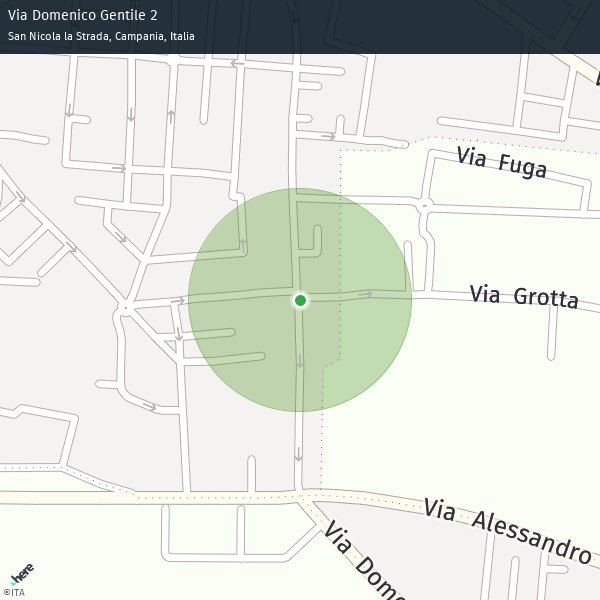 Via Domenico Gentile 2
San Nicola la Strada, Campania, Italia
Via Fuga
Via Grotta
Via Alessandro
Via Dome
here
©ITA